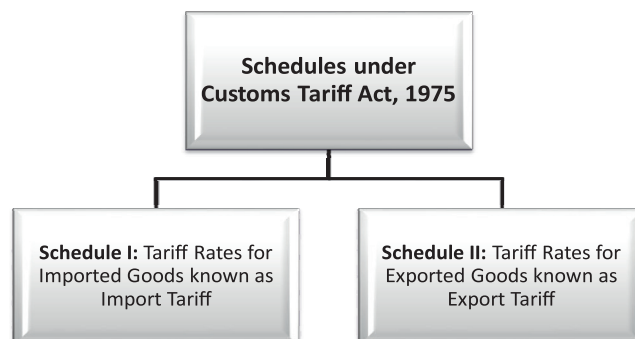 Schedules under
Customs Tariff Act, 1975
Schedule I: Tariff Rates for
Imported Goods known as
Import Tariff
Schedule II: Tariff Rates for
Exported Goods known as
Export Tariff